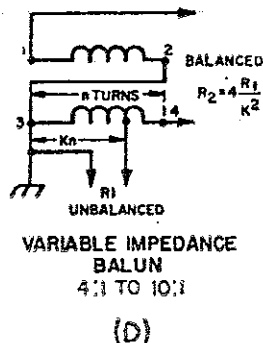 1
2
BALANCED
n TURNS
R₂ = 4 R₁/K²
3
4
Kn
R1
UNBALANCED
VARIABLE IMPEDANCE
BALUN
4:1 TO 10:1
(D)